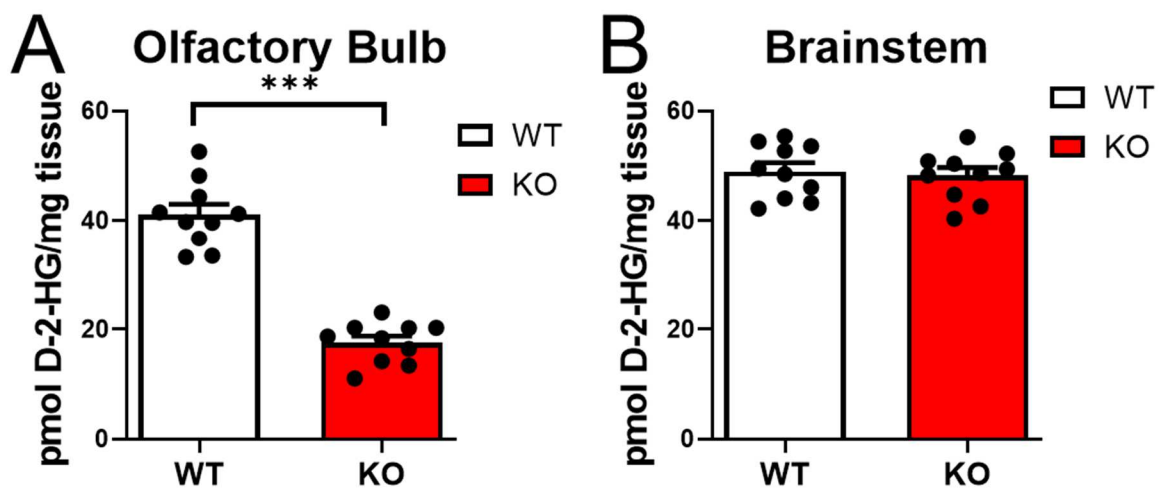 A
Olfactory Bulb
***
pmol D-2-HG/mg tissue
60
40
20
0
WT
KO
WT
KO
B
Brainstem
pmol D-2-HG/mg tissue
60
40
20
0
WT
KO
WT
KO